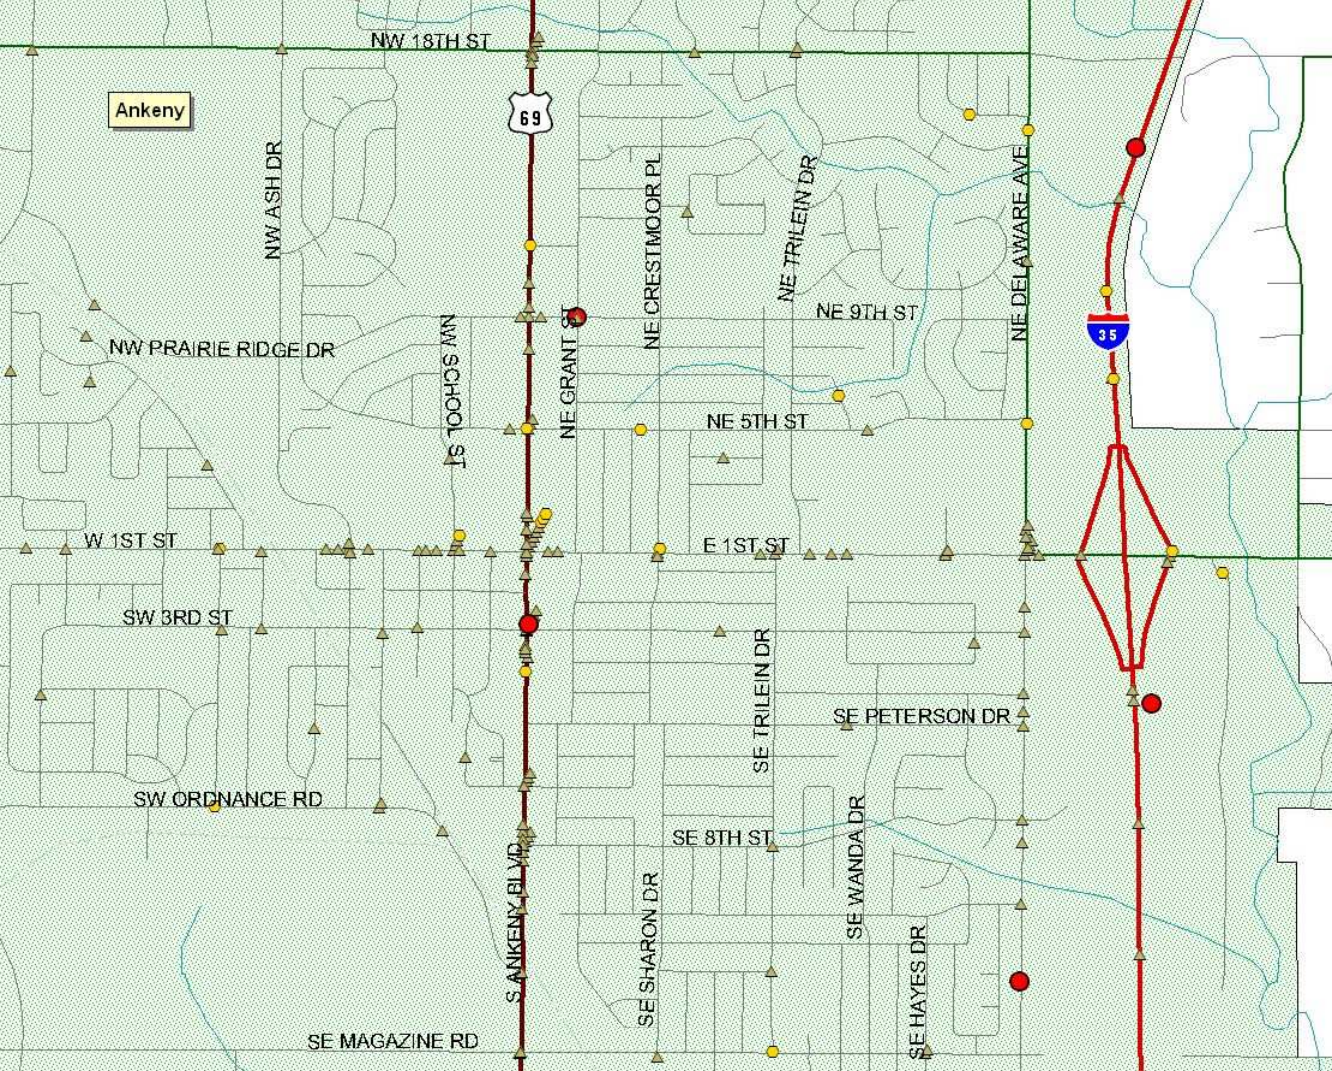 NW 18TH ST
Ankeny
69
NW ASH DR
NE CRESTMOOR PL
NE TRILEIN DR
NE DELAWARE AVE
NE 9TH ST
35
NW PRAIRIE RIDGE DR
NW SCHOOL ST
NE GRANT ST
NE 5TH ST
W 1ST ST
E 1ST ST
SW 3RD ST
SE TRILEIN DR
SE PETERSON DR
SW ORDNANCE RD
SE 8TH ST
SE WANDA DR
S ANKENY BLVD
SE SHARON DR
SE HAYES DR
SE MAGAZINE RD